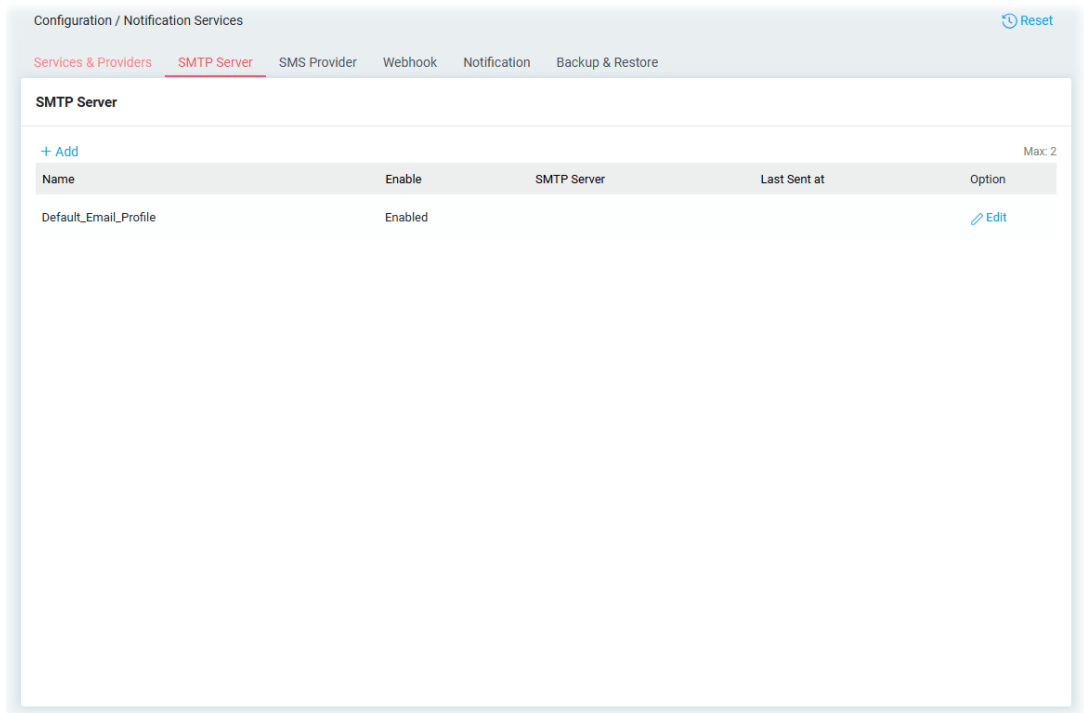 Configuration / Notification Services
Reset
Services & Providers SMTP Server SMS Provider Webhook Notification Backup & Restore
SMTP Server
+ Add
Max: 2
Name Enable SMTP Server Last Sent at Option
Default_Email_Profile Enabled Edit